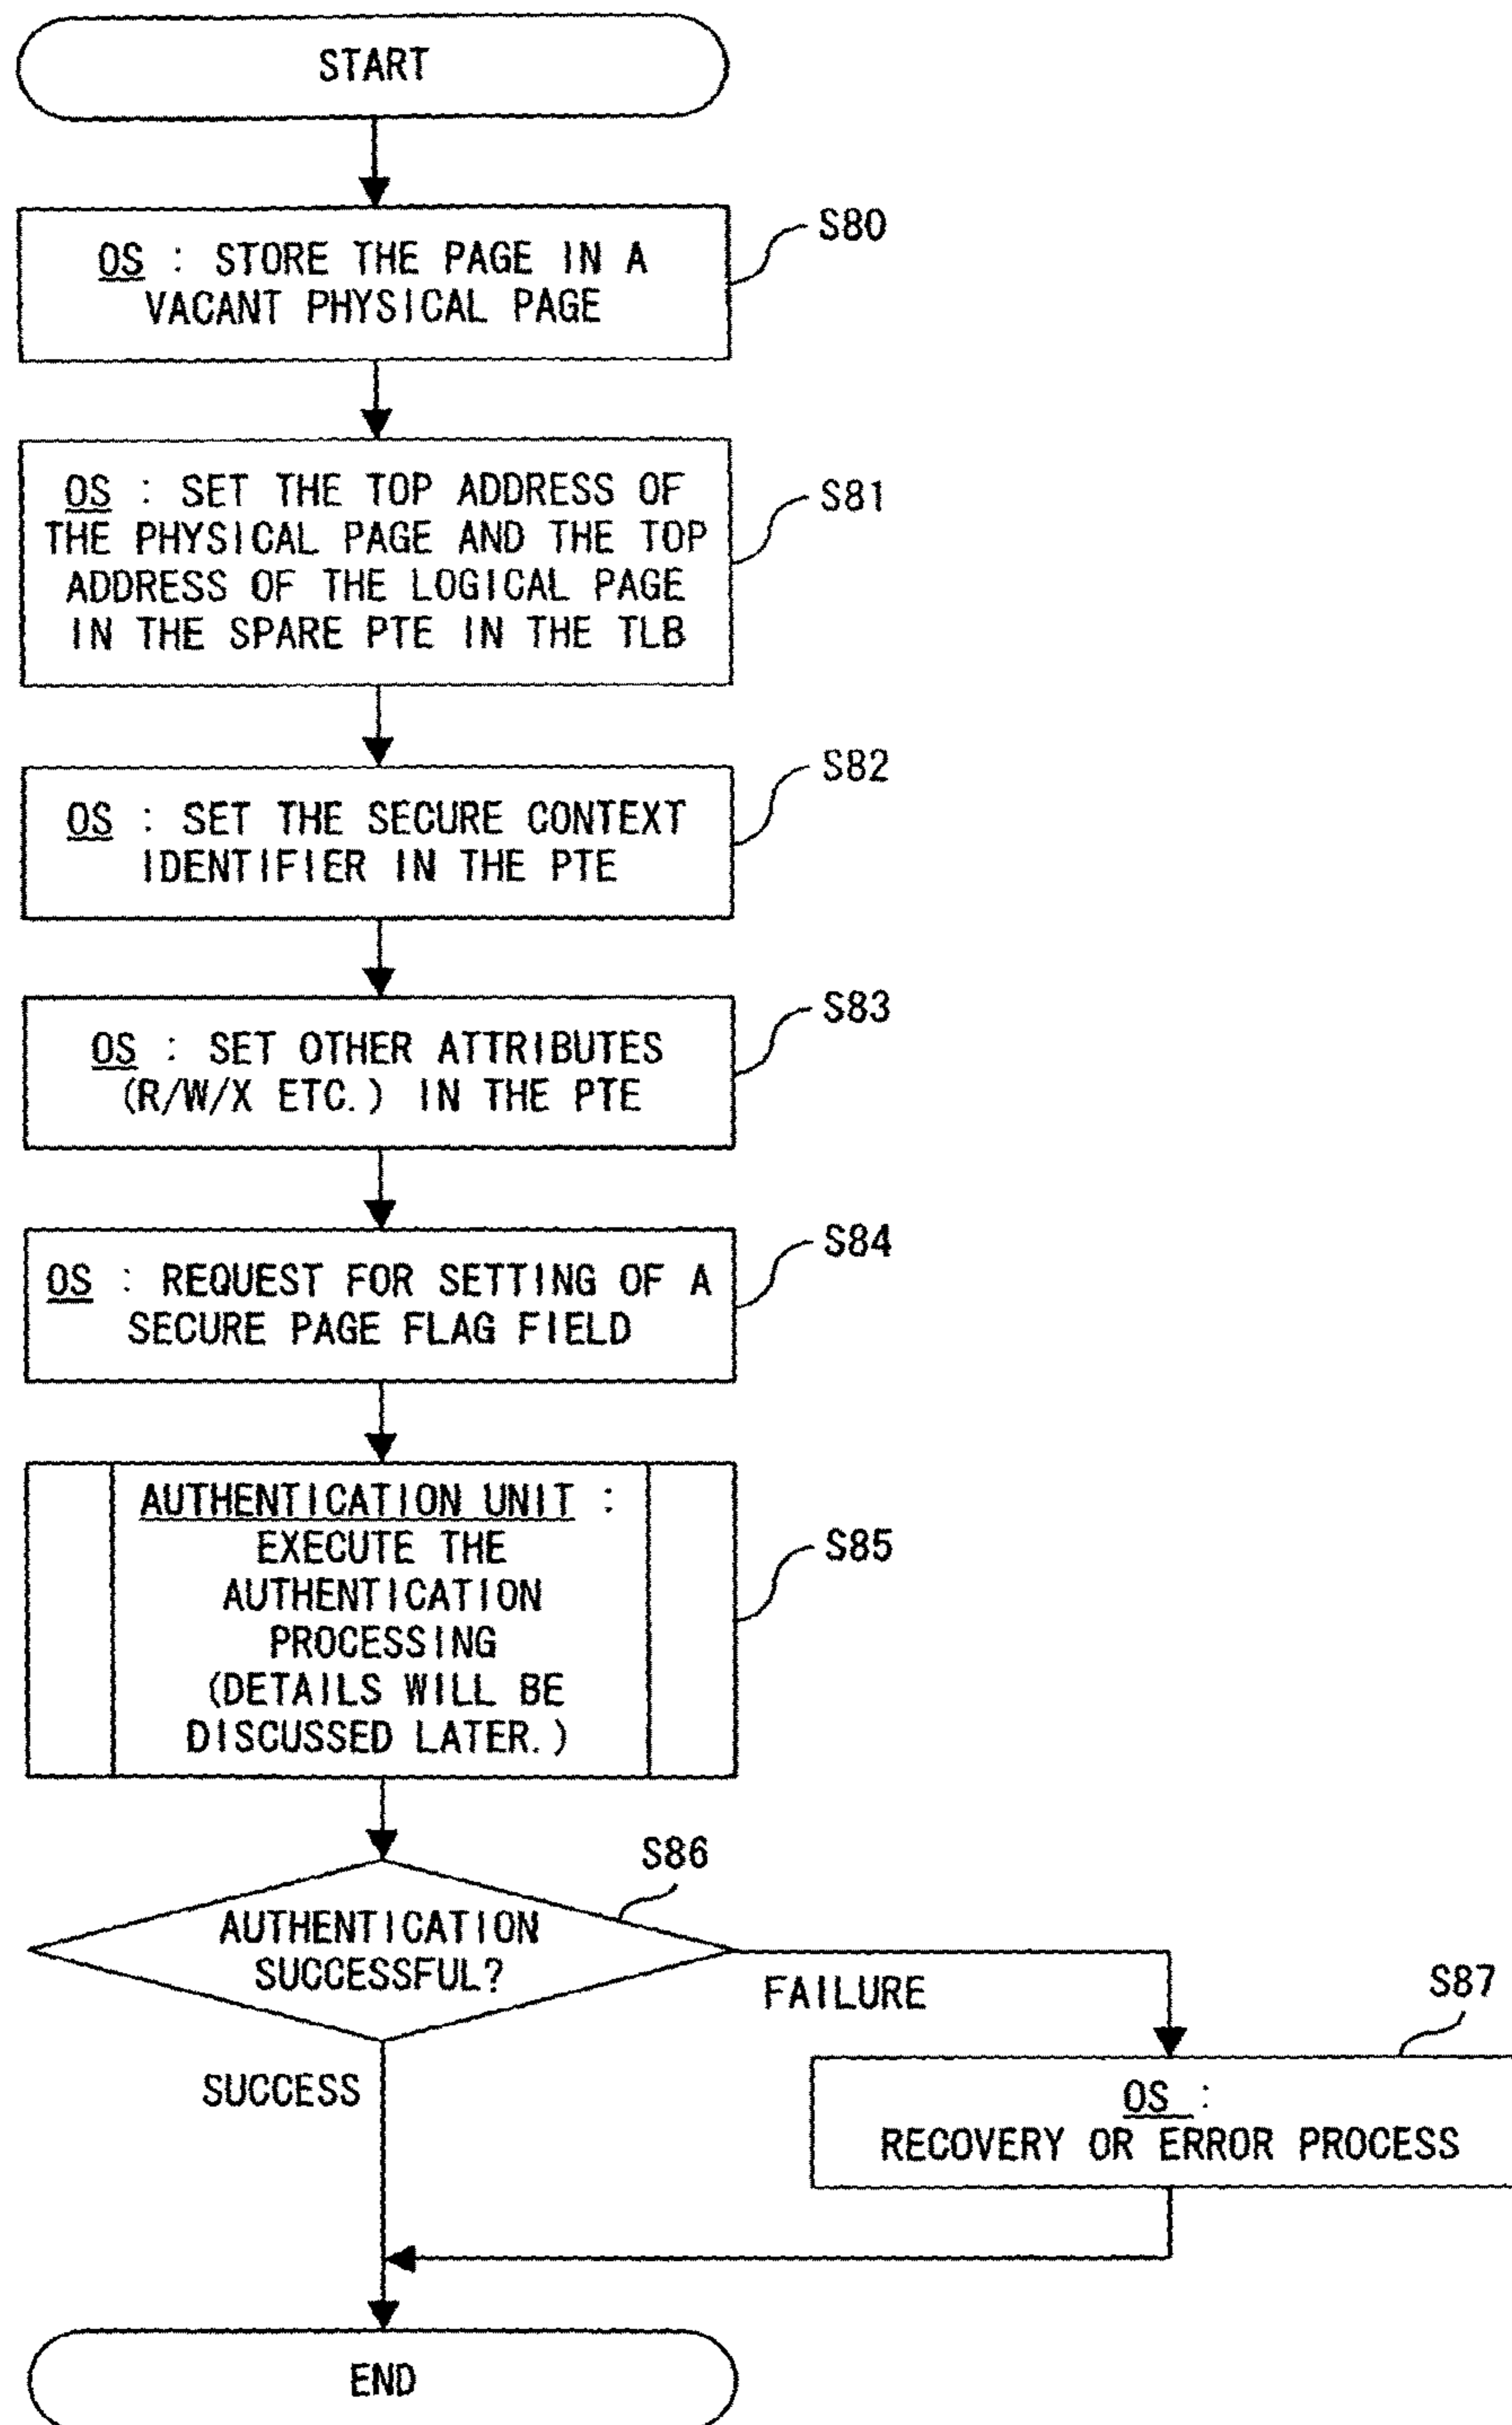 START
S80
OS : STORE THE PAGE IN A
VACANT PHYSICAL PAGE
S81
OS : SET THE TOP ADDRESS OF
THE PHYSICAL PAGE AND THE TOP
ADDRESS OF THE LOGICAL PAGE
IN THE SPARE PTE IN THE TLB
S82
OS : SET THE SECURE CONTEXT
IDENTIFIER IN THE PTE
S83
OS : SET OTHER ATTRIBUTES
(R/W/X ETC.) IN THE PTE
S84
OS : REQUEST FOR SETTING OF A
SECURE PAGE FLAG FIELD
S85
AUTHENTICATION UNIT :
EXECUTE THE
AUTHENTICATION
PROCESSING
(DETAILS WILL BE
DISCUSSED LATER.)
S86
AUTHENTICATION
SUCCESSFUL?
FAILURE
S87
SUCCESS
OS :
RECOVERY OR ERROR PROCESS
END